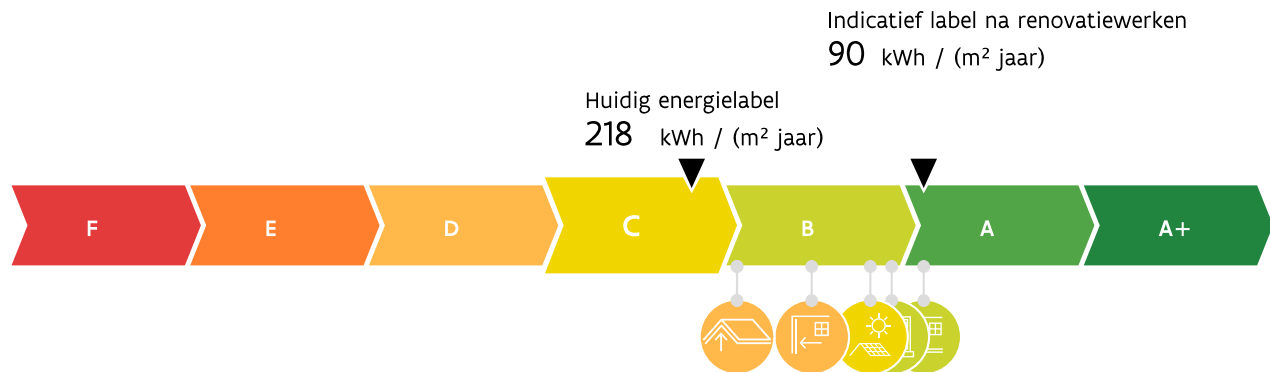 Indicatief label na renovatiewerken
90 kWh / (m² jaar)
Huidig energielabel
218 kWh / (m² jaar)
F E D C B A A+